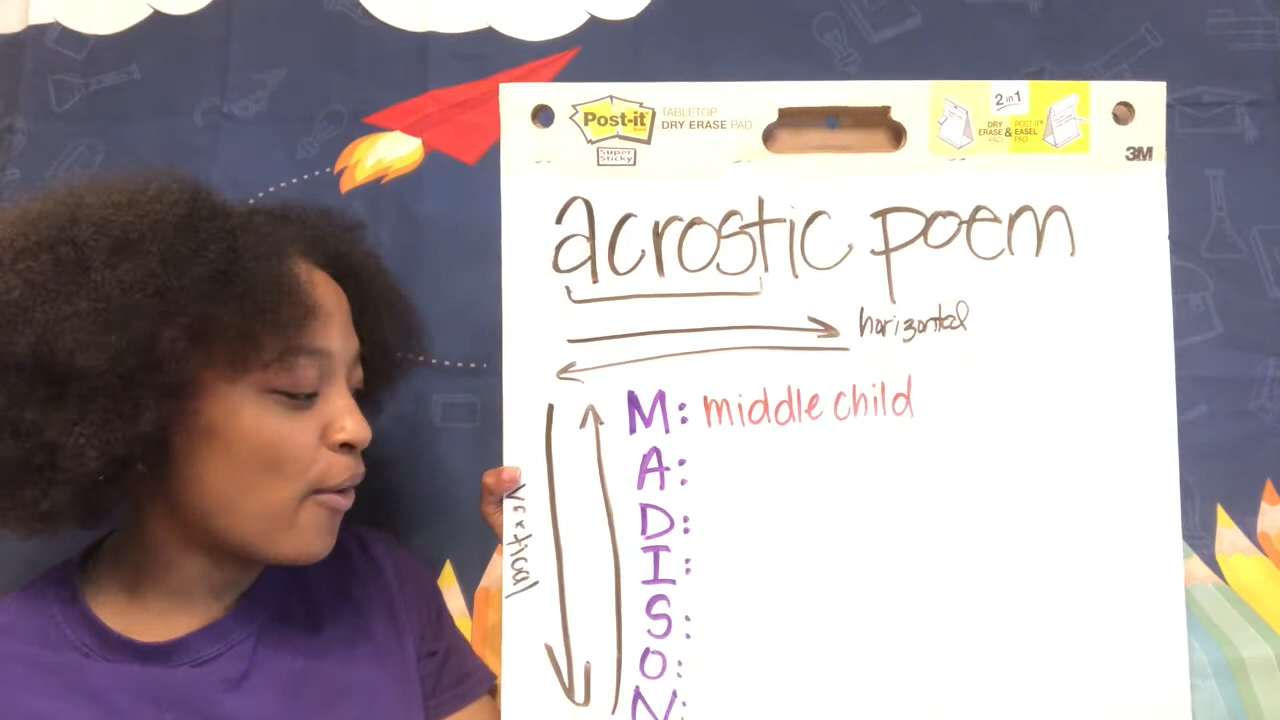 Post-it
Super
Sticky
TABLETOP
DRY ERASE PAD
2 in 1
DRY
ERASE
PAD
&
POST-IT®
EASEL
PAD
3M
acrostic poem
horizontal
vertical
M: middle child
A:
D:
I:
S:
O:
N: